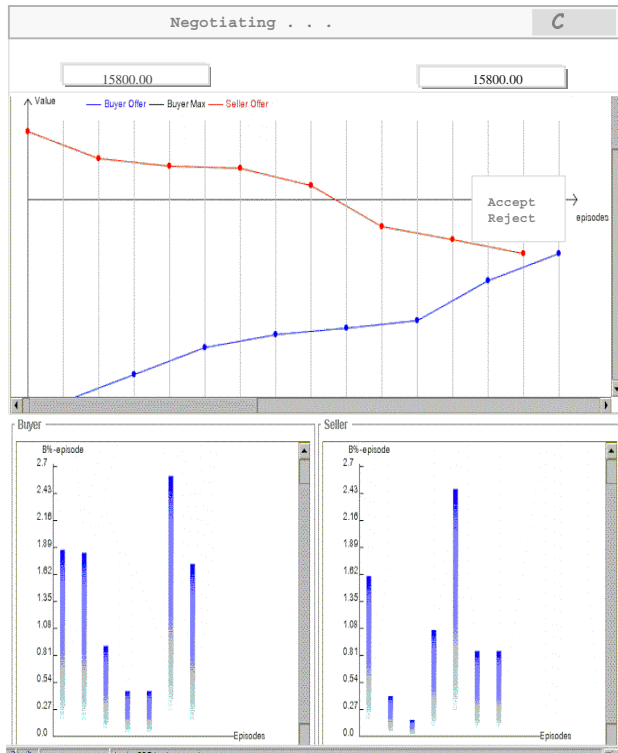 Negotiating . . .
C
15800.00
15800.00
Value
Buyer Offer
Buyer Max
Seller Offer
Accept
Reject
episodes
Buyer
Seller
B%-episode
2.7
2.43
2.16
1.89
1.62
1.35
1.08
0.81
0.54
0.27
0.0
Episodes
B%-episode
2.7
2.43
2.16
1.89
1.62
1.35
1.08
0.81
0.54
0.27
0.0
Episodes